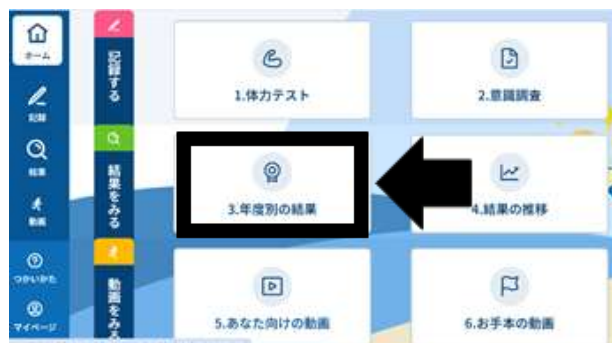 ホーム
記録
結果
動画
つかいかた
マイページ
記録する
結果をみる
動画をみる
1.体力テスト
2.意識調査
3.年度別の結果
4.結果の推移
5.あなた向けの動画
6.お手本の動画